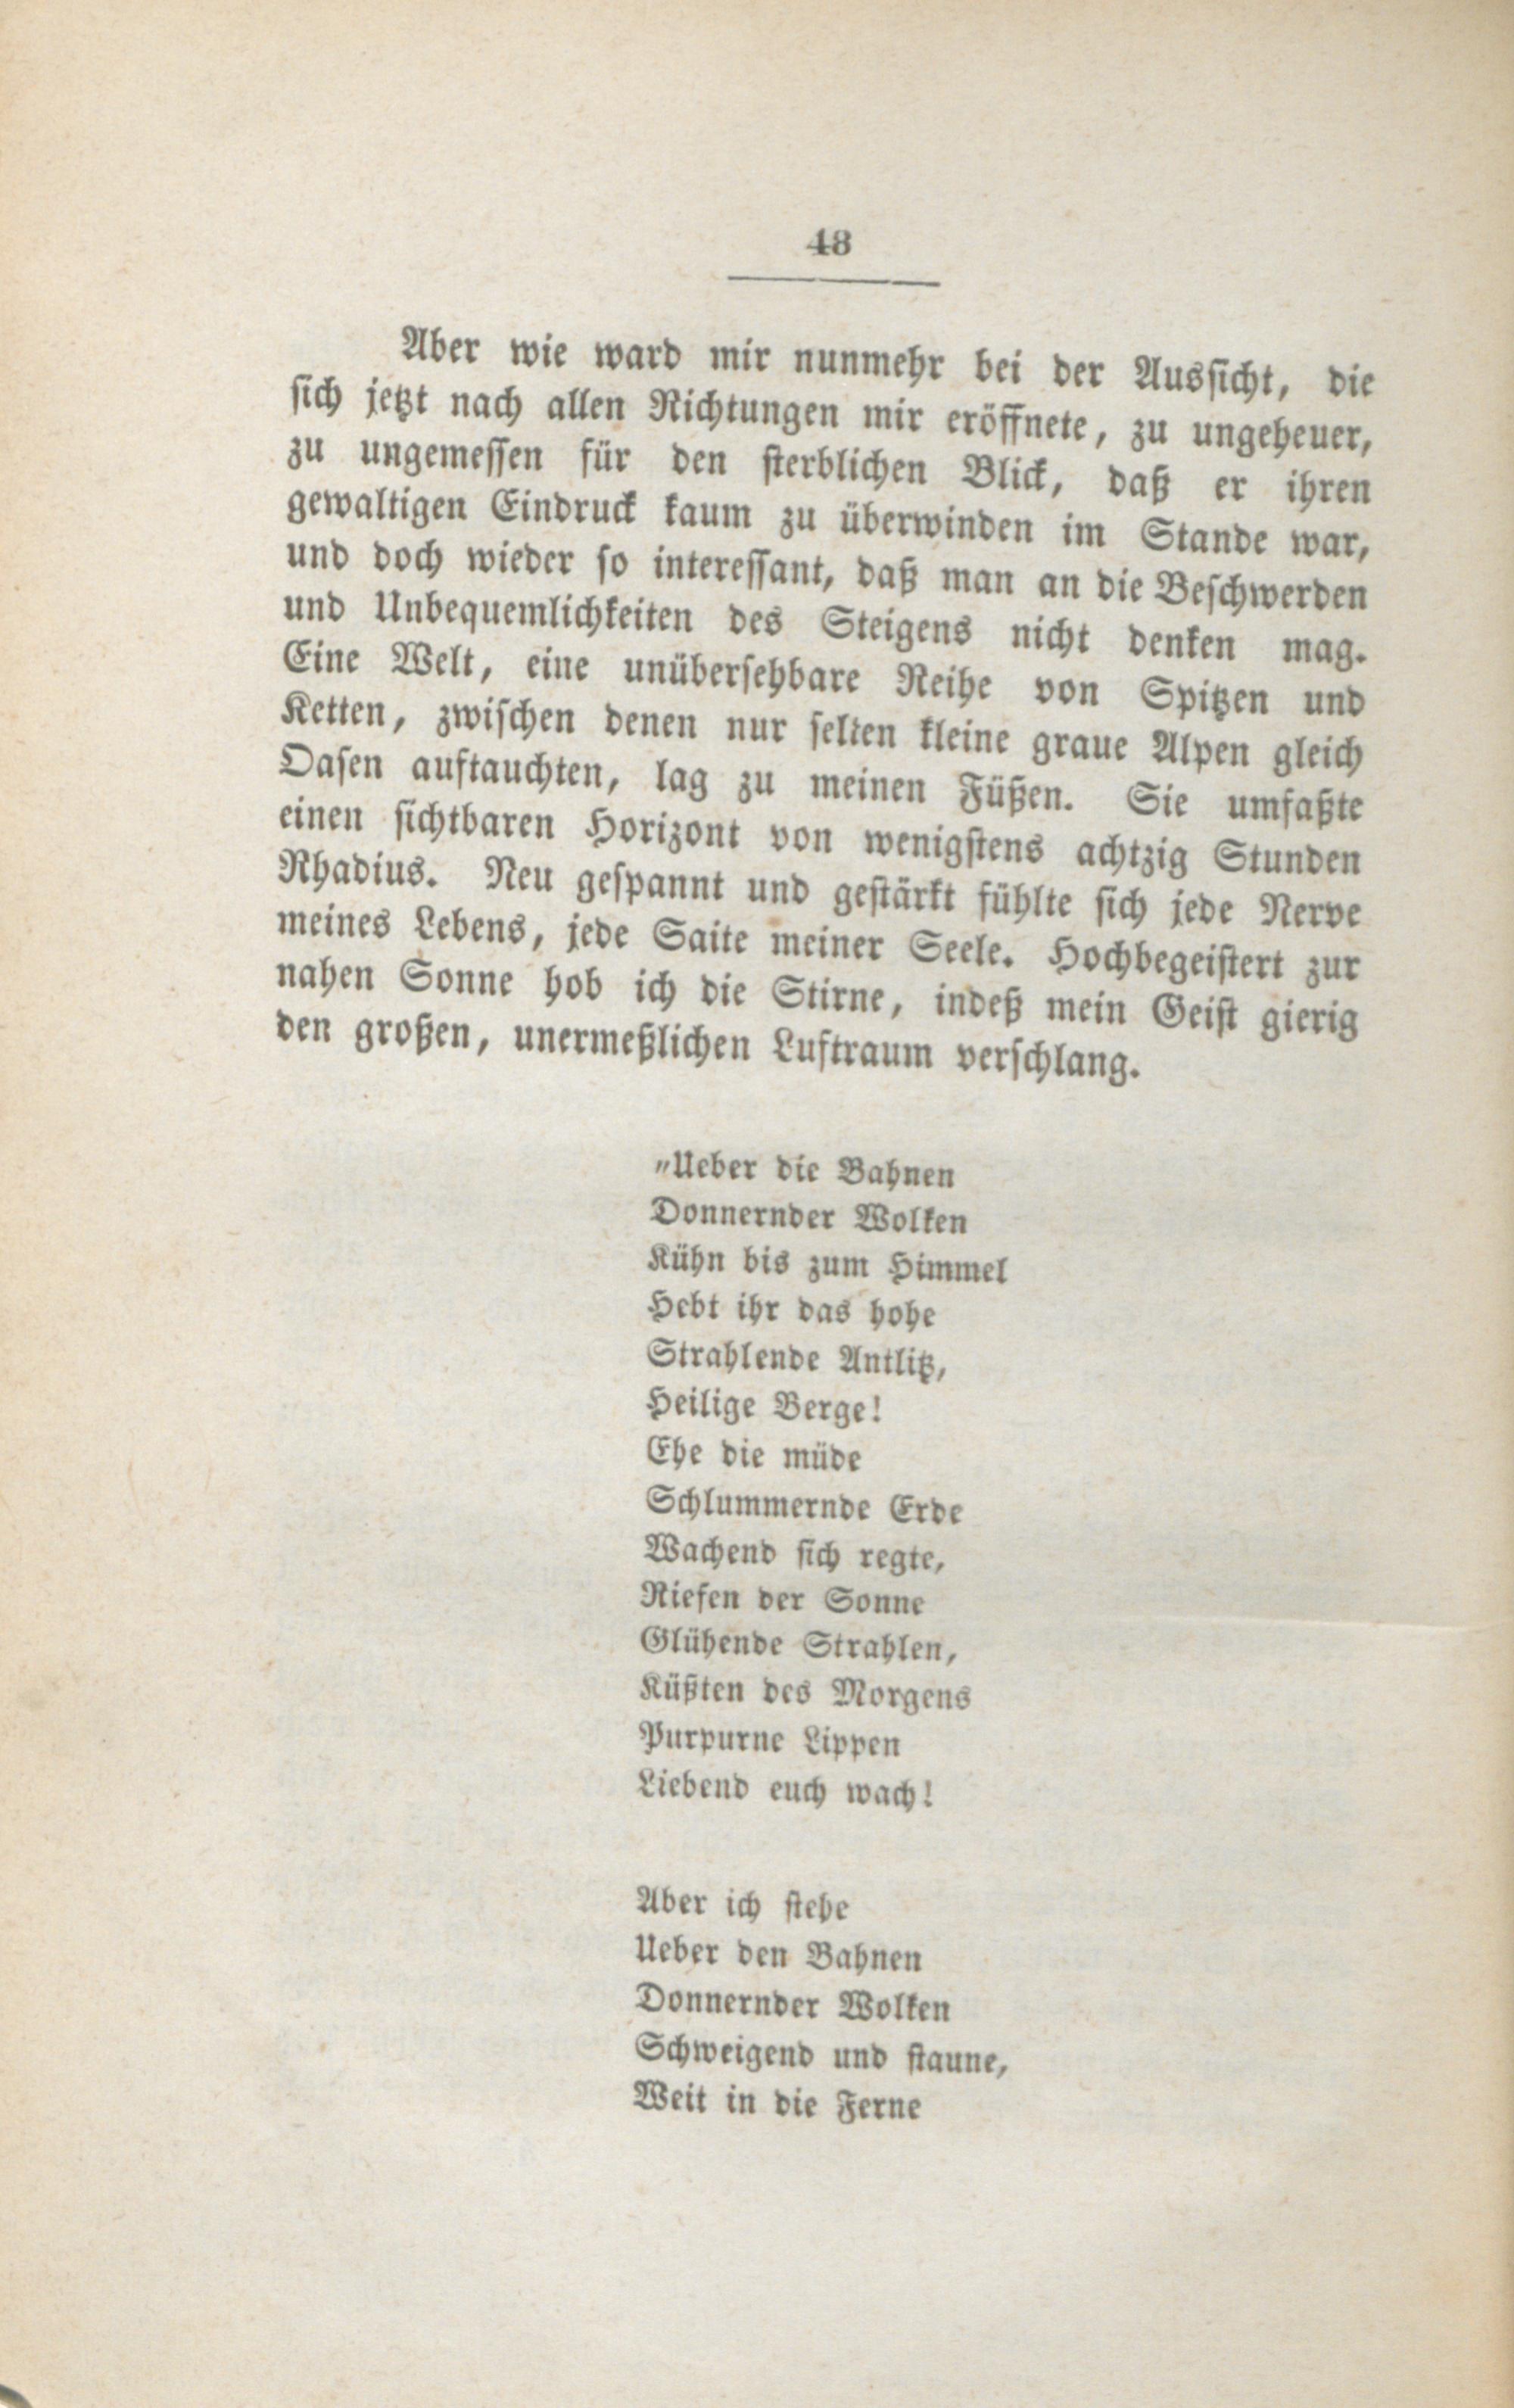 48
Aber wie ward mir nunmehr bei der Aussicht, die
sich jetzt nach allen Richtungen mir eröffnete, zu ungeheuer,
zu ungemessen für den sterblichen Blick, daß er ihren
gewaltigen Eindruck kaum zu überwinden im Stande war,
und doch wieder so interessant, daß man an die Beschwerden
und Unbequemlichkeiten des Steigens nicht denken mag.
Eine Welt, eine unübersehbare Reihe von Spitzen und
Ketten, zwischen denen nur selten kleine graue Alpen gleich
Oasen auftauchten, lag zu meinen Füßen. Sie umfaßte
einen sichtbaren Horizont von wenigstens achtzig Stunden
Rhadius. Neu gespannt und gestärkt fühlte sich jede Nerve
meines Lebens, jede Saite meiner Seele. Hochbegeistert zur
nahen Sonne hob ich die Stirne, indeß mein Geist gierig
den großen, unermeßlichen Luftraum verschlang.
„Ueber die Bahnen
Donnernder Wolken
Kühn bis zum Himmel
Hebt ihr das hohe
Strahlende Antlitz,
Heilige Berge!
Ehe die müde
Schlummernde Erde
Wachend sich regte,
Riefen der Sonne
Glühende Strahlen,
Küßten des Morgens
Purpurne Lippen
Liebend euch wach!
Aber ich stehe
Ueber den Bahnen
Donnernder Wolken
Schweigend und staune,
Weit in die Ferne